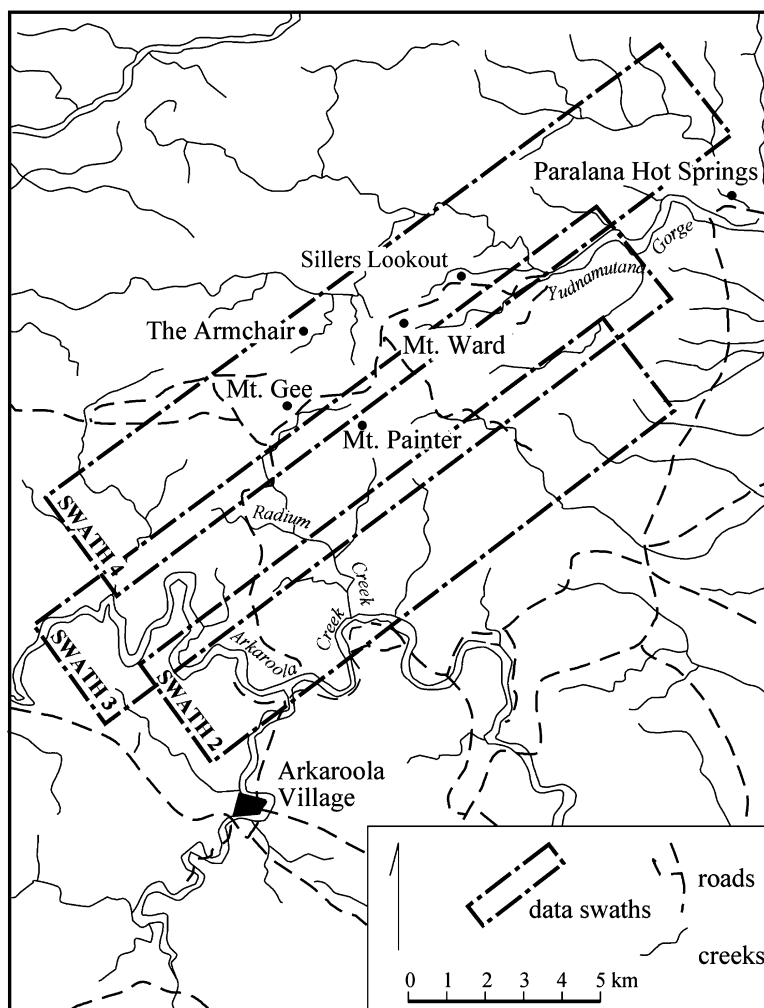 Paralana Hot Springs
Gorge
Sillers Lookout
Yudnamutana
The Armchair
Mt. Ward
Mt. Gee
Mt. Painter
SWATH 4
Radium
Creek
SWATH 3
Arkaroola
Creek
SWATH 2
Arkaroola
Village
roads
data swaths
creeks
0 1 2 3 4 5 km